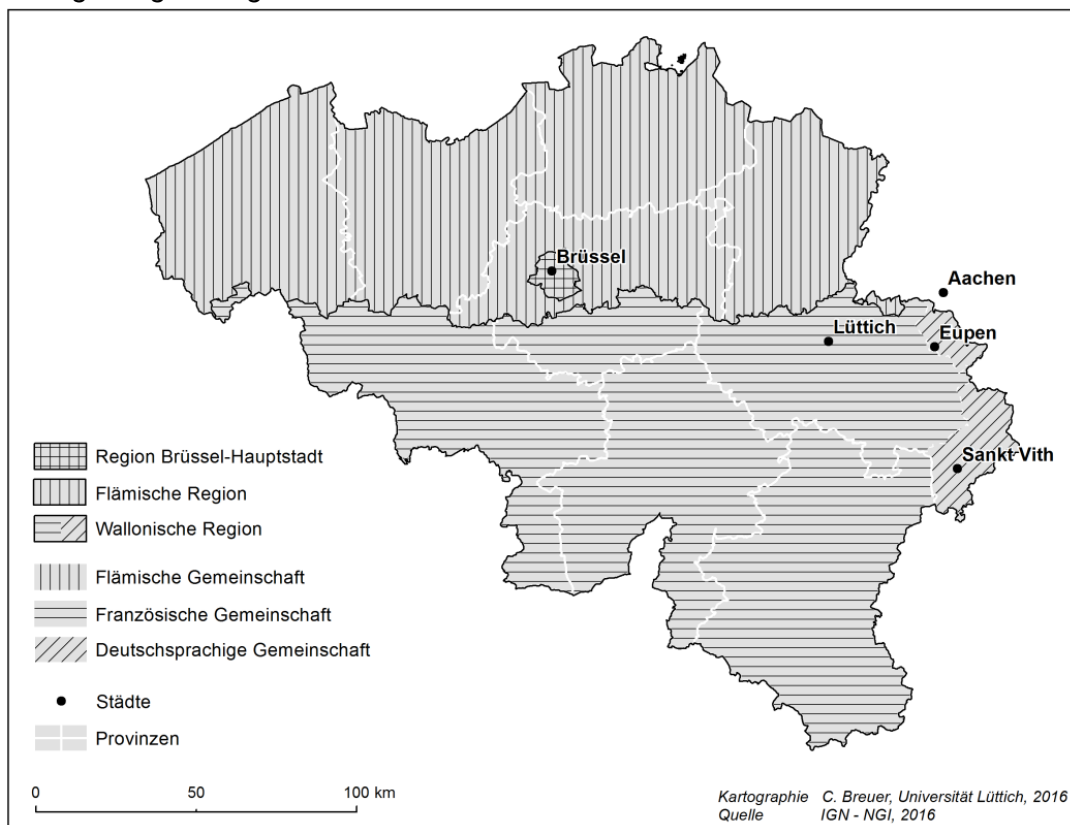 Brüssel
Aachen
Lüttich
Eupen
Sankt Vith
Region Brüssel-Hauptstadt
Flämische Region
Wallonische Region
Flämische Gemeinschaft
Französische Gemeinschaft
Deutschsprachige Gemeinschaft
Städte
Provinzen
0 50 100 km
Kartographie C. Breuer, Universität Lüttich, 2016
Quelle IGN - NGI, 2016